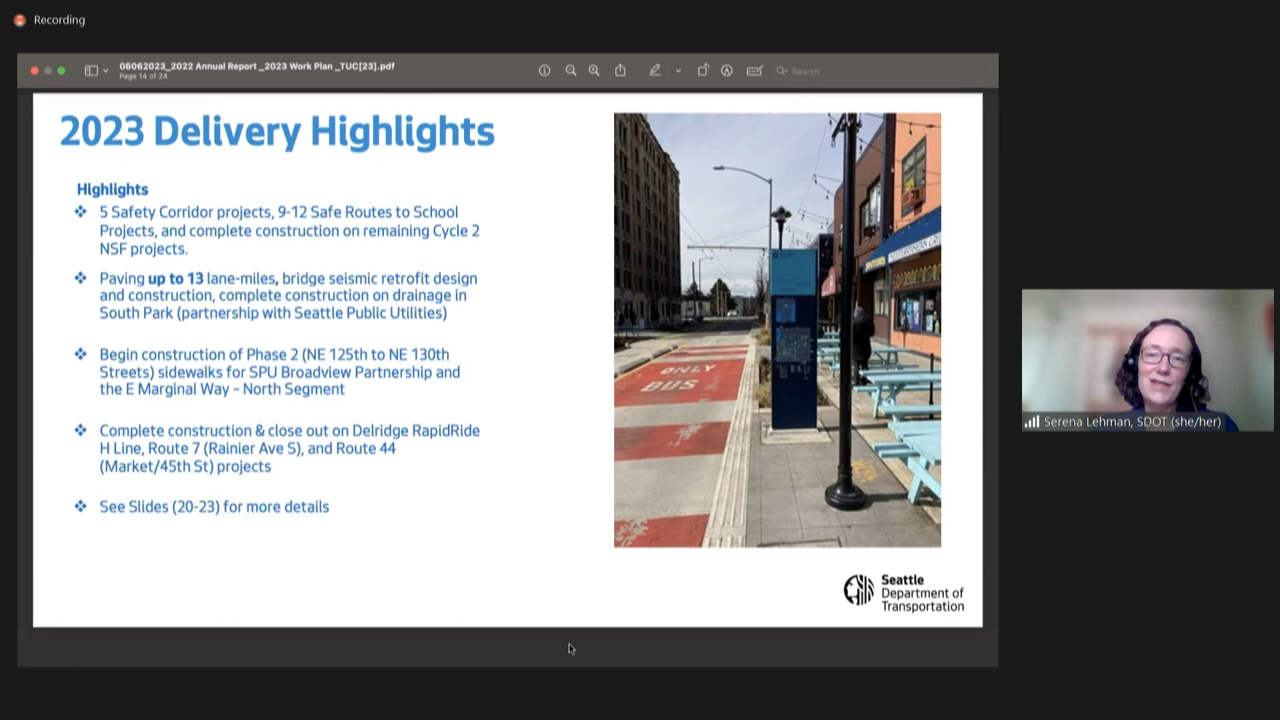 Recording
06062023_2022 Annual Report _2023 Work Plan _TUC[23].pdf
Page 14 of 24
Search
2023 Delivery Highlights
Highlights
5 Safety Corridor projects, 9-12 Safe Routes to School
Projects, and complete construction on remaining Cycle 2
NSF projects.
Paving up to 13 lane-miles, bridge seismic retrofit design
and construction, complete construction on drainage in
South Park (partnership with Seattle Public Utilities)
Begin construction of Phase 2 (NE 125th to NE 130th
Streets) sidewalks for SPU Broadview Partnership and
the E Marginal Way – North Segment
Complete construction & close out on Delridge RapidRide
H Line, Route 7 (Rainier Ave S), and Route 44
(Market/45th St) projects
See Slides (20-23) for more details
ONLY
BUS
Seattle
Department of
Transportation
Serena Lehman, SDOT (she/her)